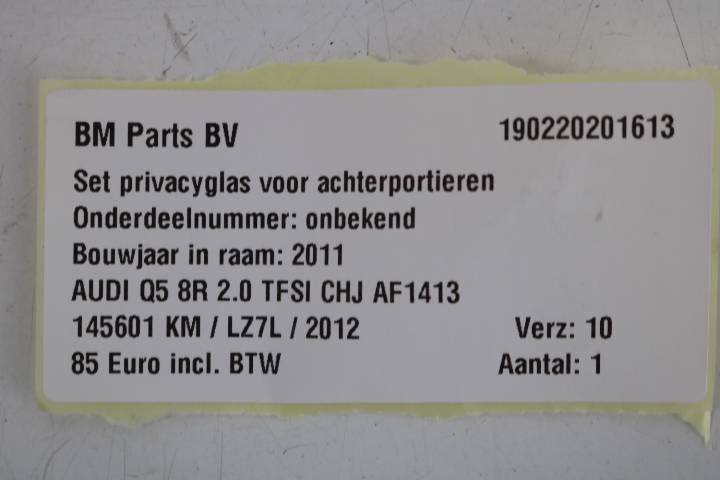 BM Parts BV 190220201613
Set privacyglas voor achterportieren
Onderdeelnummer: onbekend
Bouwjaar in raam: 2011
AUDI Q5 8R 2.0 TFSI CHJ AF1413
145601 KM / LZ7L / 2012 Verz: 10
85 Euro incl. BTW Aantal: 1